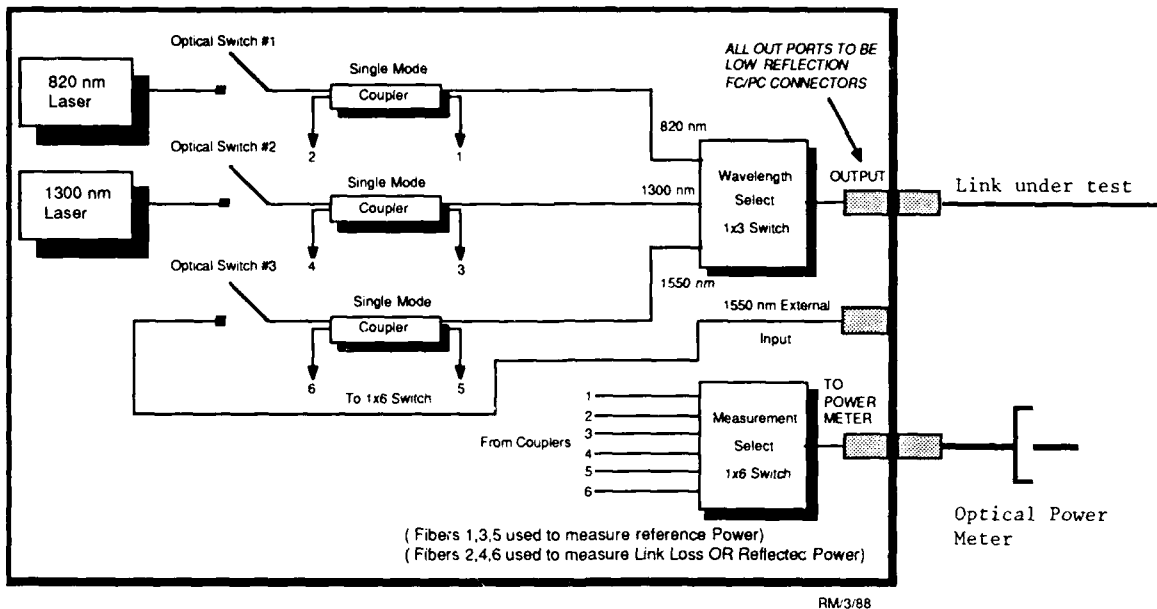 Optical Switch #1
820 nm
Laser
Single Mode
Coupler
2
1
ALL OUT PORTS TO BE
LOW REFLECTION
FC/PC CONNECTORS
820 nm
Optical Switch #2
1300 nm
Laser
Single Mode
Coupler
4
3
1300 nm
Wavelength
Select
1x3 Switch
OUTPUT
Link under test
Optical Switch #3
Single Mode
Coupler
6
5
1550 nm
1550 nm External
Input
To 1x6 Switch
From Couplers
1
2
3
4
5
6
Measurement
Select
1x6 Switch
TO
POWER
METER
Optical Power
Meter
( Fibers 1,3,5 used to measure reference Power)
( Fibers 2,4,6 used to measure Link Loss OR Reflected Power)
RM/3/88